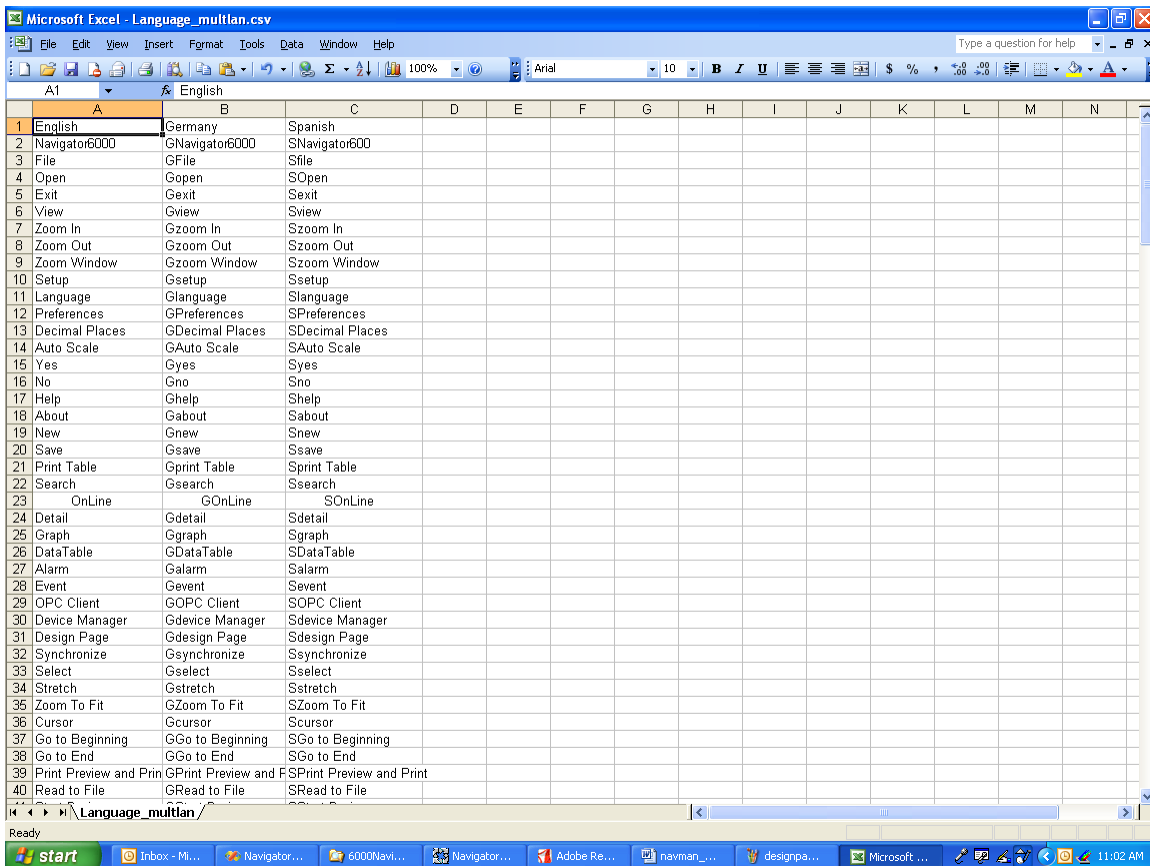 Microsoft Excel - Language_multlan.csv
File Edit View Insert Format Tools Data Window Help Type a question for help
100% Arial 10 B I U $ % ,
A1 fx English
A B C D E F G H I J K L M N
1 English Germany Spanish
2 Navigator6000 GNavigator6000 SNavigator600
3 File GFile Sfile
4 Open Gopen SOpen
5 Exit Gexit Sexit
6 View Gview Sview
7 Zoom In Gzoom In Szoom In
8 Zoom Out Gzoom Out Szoom Out
9 Zoom Window Gzoom Window Szoom Window
10 Setup Gsetup Ssetup
11 Language Glanguage Slanguage
12 Preferences GPreferences SPreferences
13 Decimal Places GDecimal Places SDecimal Places
14 Auto Scale GAuto Scale SAuto Scale
15 Yes Gyes Syes
16 No Gno Sno
17 Help Ghelp Shelp
18 About Gabout Sabout
19 New Gnew Snew
20 Save Gsave Ssave
21 Print Table Gprint Table Sprint Table
22 Search Gsearch Ssearch
23 OnLine GOnLine SOnLine
24 Detail Gdetail Sdetail
25 Graph Ggraph Sgraph
26 DataTable GDataTable SDataTable
27 Alarm Galarm Salarm
28 Event Gevent Sevent
29 OPC Client GOPC Client SOPC Client
30 Device Manager Gdevice Manager Sdevice Manager
31 Design Page Gdesign Page Sdesign Page
32 Synchronize Gsynchronize Ssynchronize
33 Select Gselect Sselect
34 Stretch Gstretch Sstretch
35 Zoom To Fit GZoom To Fit SZoom To Fit
36 Cursor Gcursor Scursor
37 Go to Beginning GGo to Beginning SGo to Beginning
38 Go to End GGo to End SGo to End
39 Print Preview and Prin GPrint Preview and F SPrint Preview and Print
40 Read to File GRead to File SRead to File
Language_multlan
Ready
start Inbox - Mi... Navigator... 6000Navi... Navigator... Adobe Re... navman_... designpa... Microsoft ... 11:02 AM